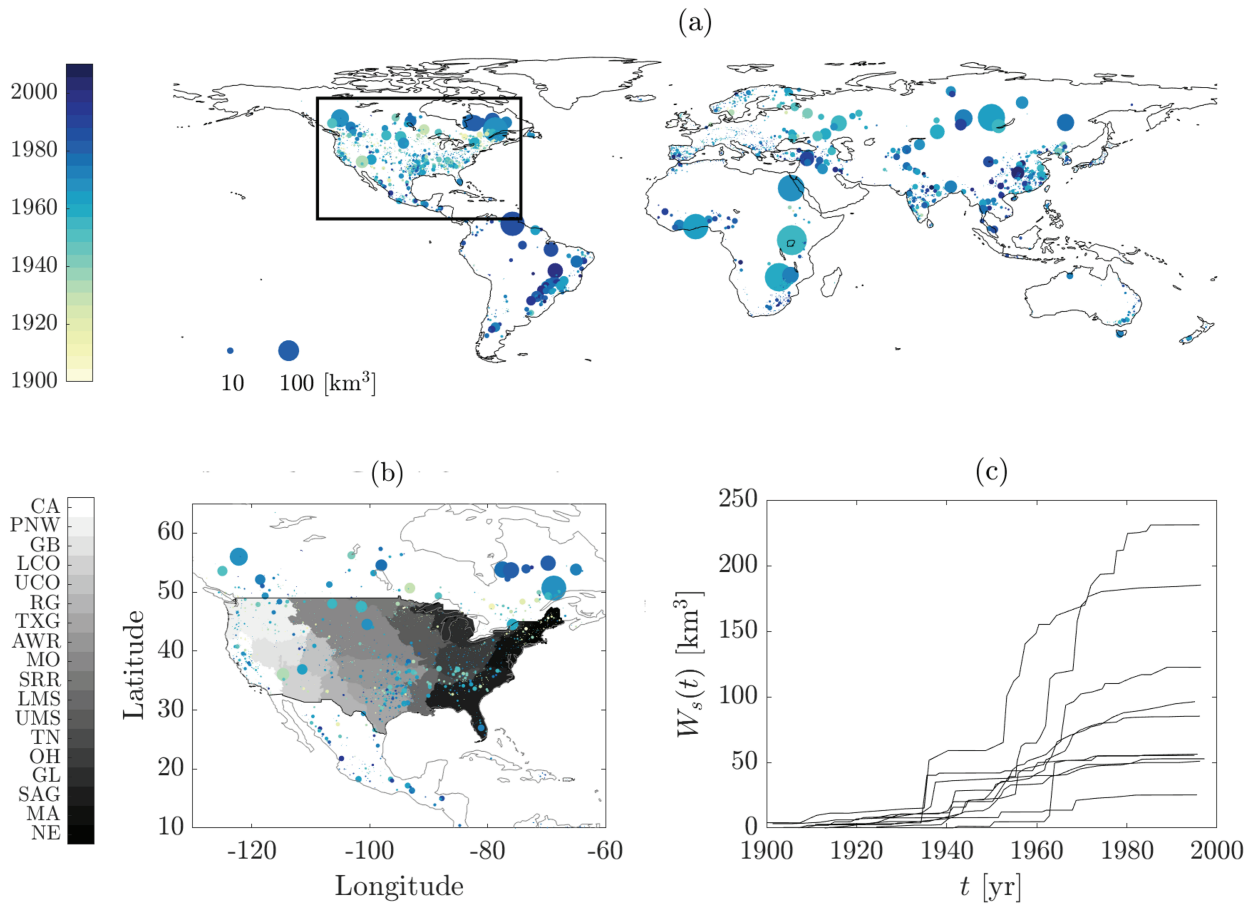 (a)
2000
1980
1960
1940
1920
1900
10 100 [km³]
(b)
CA
PNW
GB
LCO
UCO
RG
TXG
AWR
MO
SRR
LMS
UMS
TN
OH
GL
SAG
MA
NE
Latitude
60
50
40
30
20
10
-120 -100 -80 -60
Longitude
(c)
W_s(t) [km³]
250
200
150
100
50
0
1900 1920 1940 1960 1980 2000
t [yr]